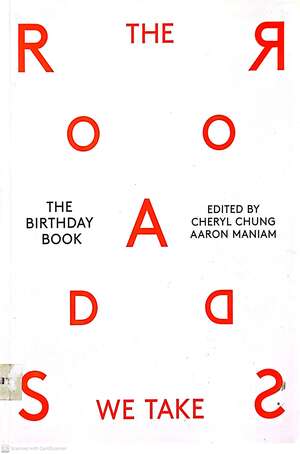 THE
R R
O O
THE
BIRTHDAY
BOOK
A
EDITED BY
CHERYL CHUNG
AARON MANIAM
D D
S S
WE TAKE
Scanned with CamScanner